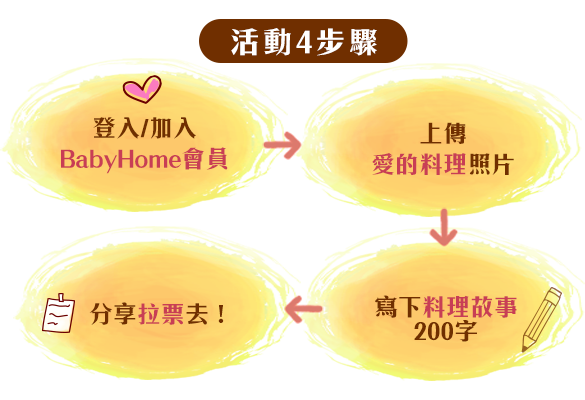 活動4步驟
登入/加入
BabyHome會員
上傳
愛的料理照片
寫下料理故事
200字
分享拉票去！